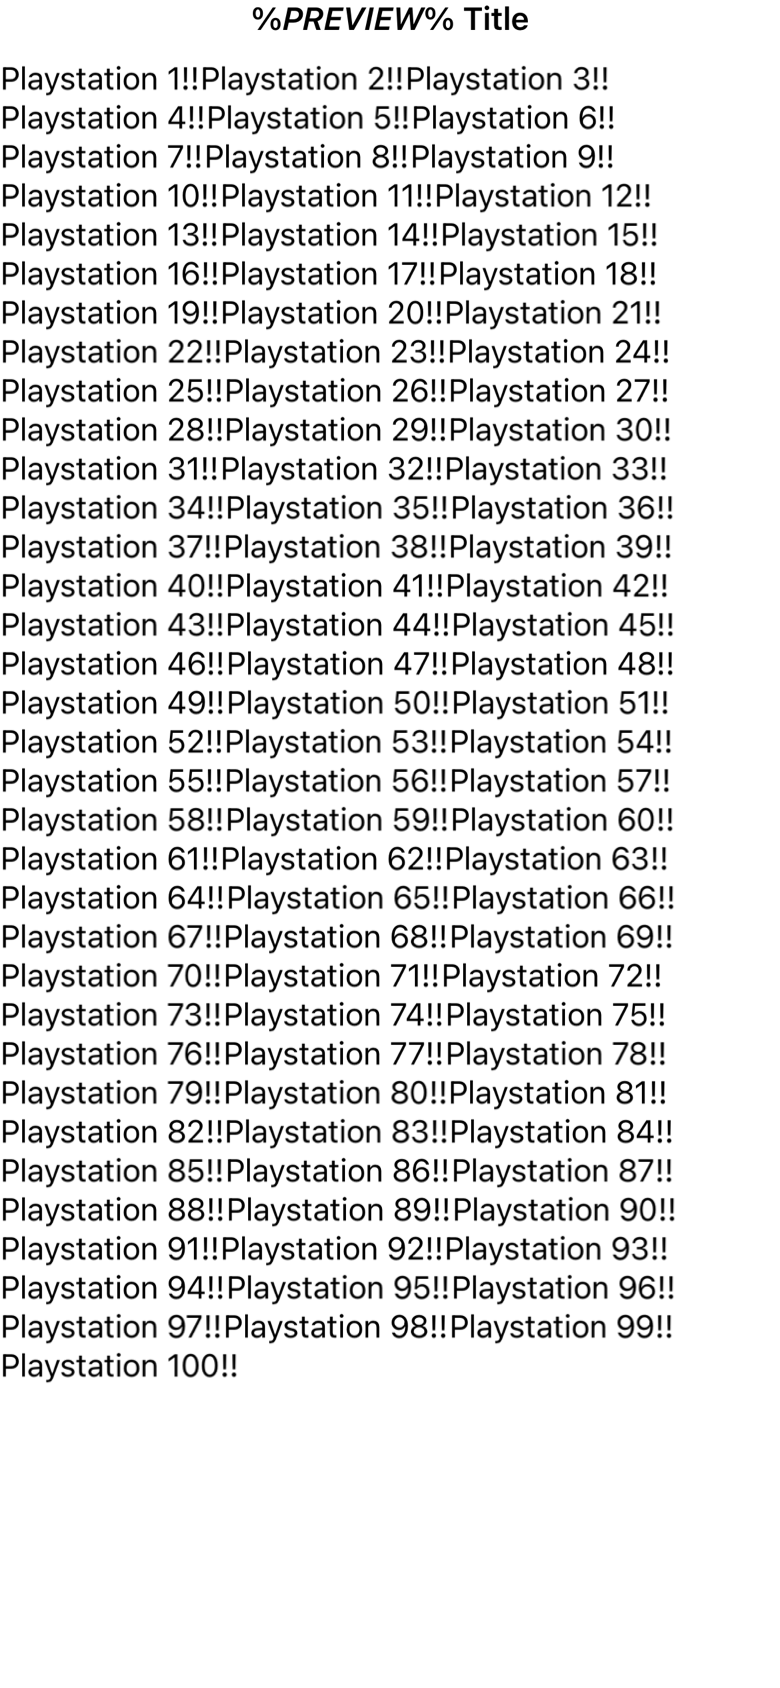 %PREVIEW% Title
Playstation 1!!Playstation 2!!Playstation 3!!
Playstation 4!!Playstation 5!!Playstation 6!!
Playstation 7!!Playstation 8!!Playstation 9!!
Playstation 10!!Playstation 11!!Playstation 12!!
Playstation 13!!Playstation 14!!Playstation 15!!
Playstation 16!!Playstation 17!!Playstation 18!!
Playstation 19!!Playstation 20!!Playstation 21!!
Playstation 22!!Playstation 23!!Playstation 24!!
Playstation 25!!Playstation 26!!Playstation 27!!
Playstation 28!!Playstation 29!!Playstation 30!!
Playstation 31!!Playstation 32!!Playstation 33!!
Playstation 34!!Playstation 35!!Playstation 36!!
Playstation 37!!Playstation 38!!Playstation 39!!
Playstation 40!!Playstation 41!!Playstation 42!!
Playstation 43!!Playstation 44!!Playstation 45!!
Playstation 46!!Playstation 47!!Playstation 48!!
Playstation 49!!Playstation 50!!Playstation 51!!
Playstation 52!!Playstation 53!!Playstation 54!!
Playstation 55!!Playstation 56!!Playstation 57!!
Playstation 58!!Playstation 59!!Playstation 60!!
Playstation 61!!Playstation 62!!Playstation 63!!
Playstation 64!!Playstation 65!!Playstation 66!!
Playstation 67!!Playstation 68!!Playstation 69!!
Playstation 70!!Playstation 71!!Playstation 72!!
Playstation 73!!Playstation 74!!Playstation 75!!
Playstation 76!!Playstation 77!!Playstation 78!!
Playstation 79!!Playstation 80!!Playstation 81!!
Playstation 82!!Playstation 83!!Playstation 84!!
Playstation 85!!Playstation 86!!Playstation 87!!
Playstation 88!!Playstation 89!!Playstation 90!!
Playstation 91!!Playstation 92!!Playstation 93!!
Playstation 94!!Playstation 95!!Playstation 96!!
Playstation 97!!Playstation 98!!Playstation 99!!
Playstation 100!!